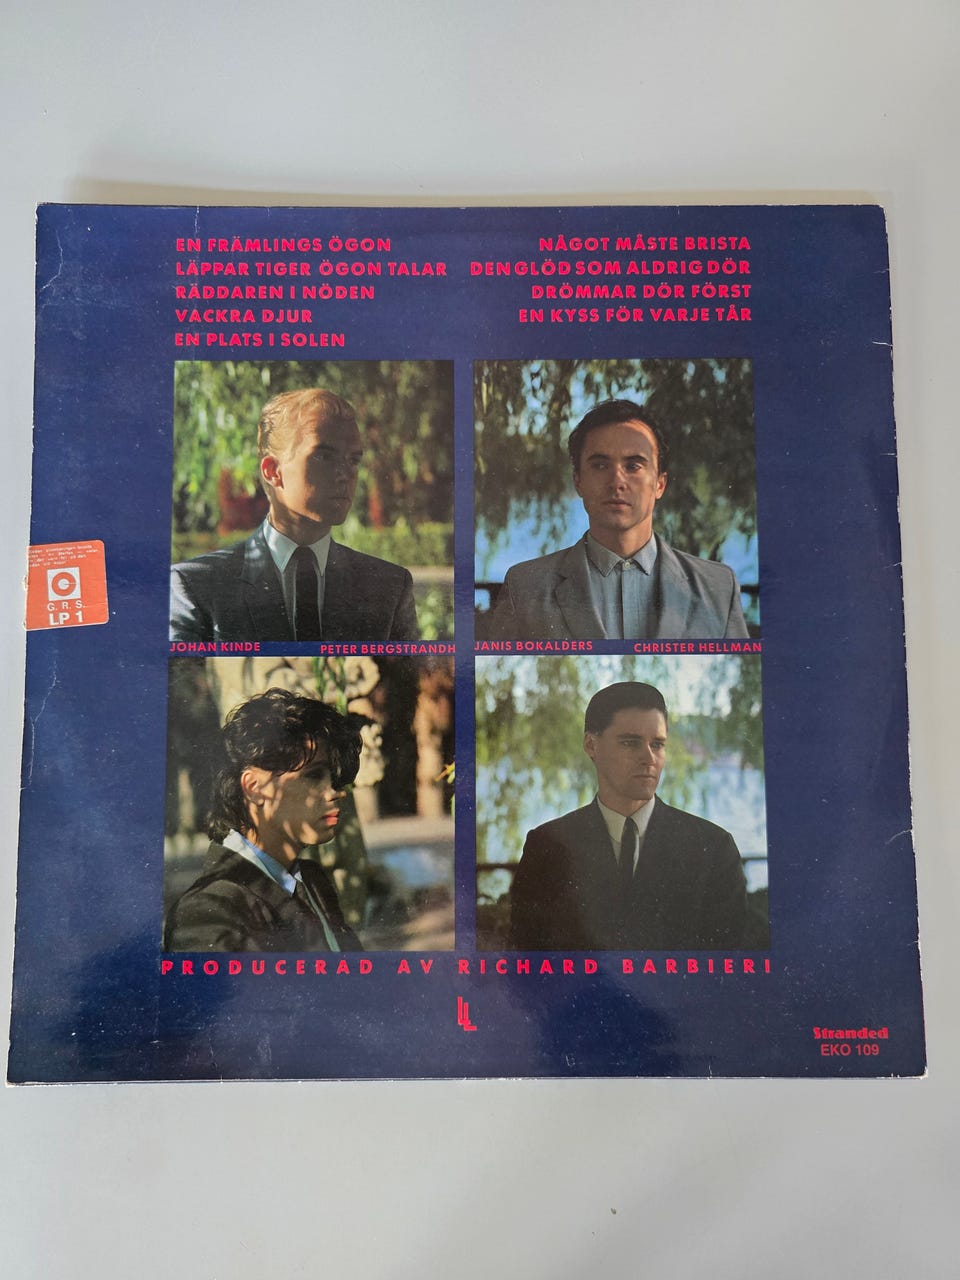 EN FRÄMLINGS ÖGON
LÄPPAR TIGER ÖGON TALAR
RÄDDAREN I NÖDEN
VACKRA DJUR
EN PLATS I SOLEN
NÅGOT MÅSTE BRISTA
DEN GLÖD SOM ALDRIG DÖR
DRÖMMAR DÖR FÖRST
EN KYSS FÖR VARJE TÅR
G. R. S.
LP 1
JOHAN KINDE
PETER BERGSTRANDH
JANIS BOKALDERS
CHRISTER HELLMAN
PRODUCERAD AV RICHARD BARBIERI
LL
Stranded
EKO 109